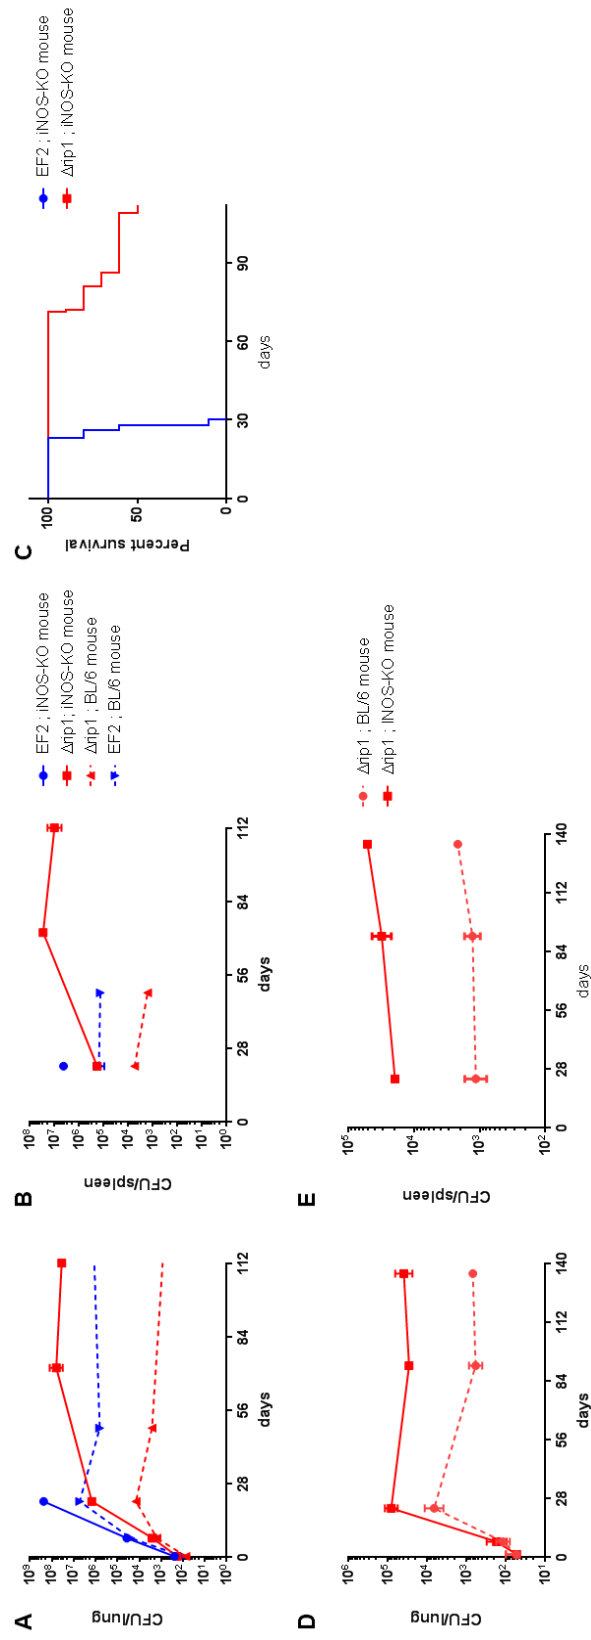 A
CFU/lung
10⁹
10⁸
10⁷
10⁶
10⁵
10⁴
10³
10²
10¹
10⁰
0 28 56 84 112
days
B
CFU/spleen
10⁸
10⁷
10⁶
10⁵
10⁴
10³
10²
10¹
10⁰
0 28 56 84 112
days
EF2 ; iNOS-KO mouse
Δrip1; iNOS-KO mouse
Δrip1 ; BL/6 mouse
EF2 ; BL/6 mouse
C
Percent survival
100
50
0
0 30 60 90
days
EF2 ; iNOS-KO mouse
Δrip1 ; iNOS-KO mouse
D
CFU/lung
10⁶
10⁵
10⁴
10³
10²
10¹
0 28 56 84 112 140
days
E
CFU/spleen
10⁵
10⁴
10³
10²
0 28 56 84 112 140
days
Δrip1 ; BL/6 mouse
Δrip1 ; INOS-KO mouse